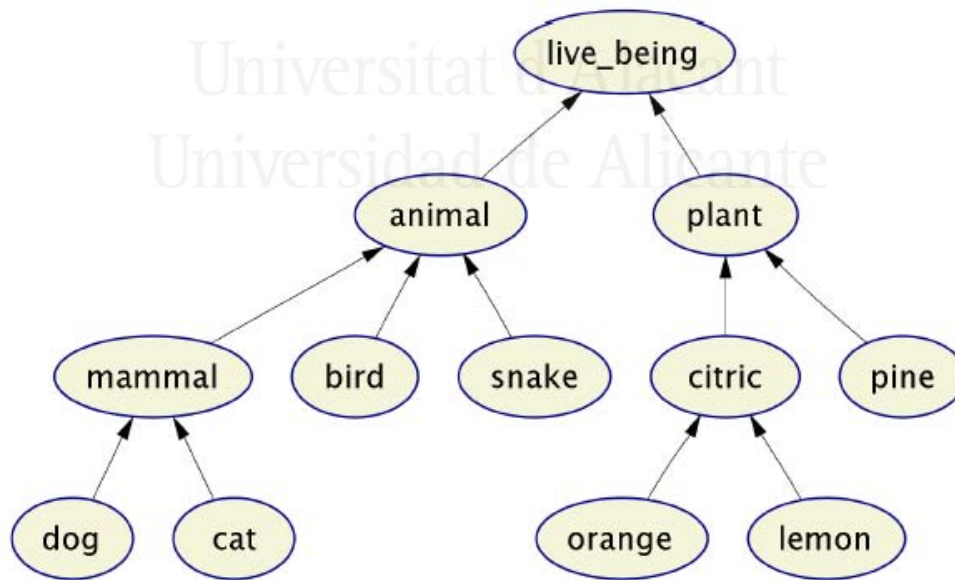 live_being
Universitat d'Alacant
Universidad de Alicante
animal plant
mammal bird snake citric pine
dog cat orange lemon